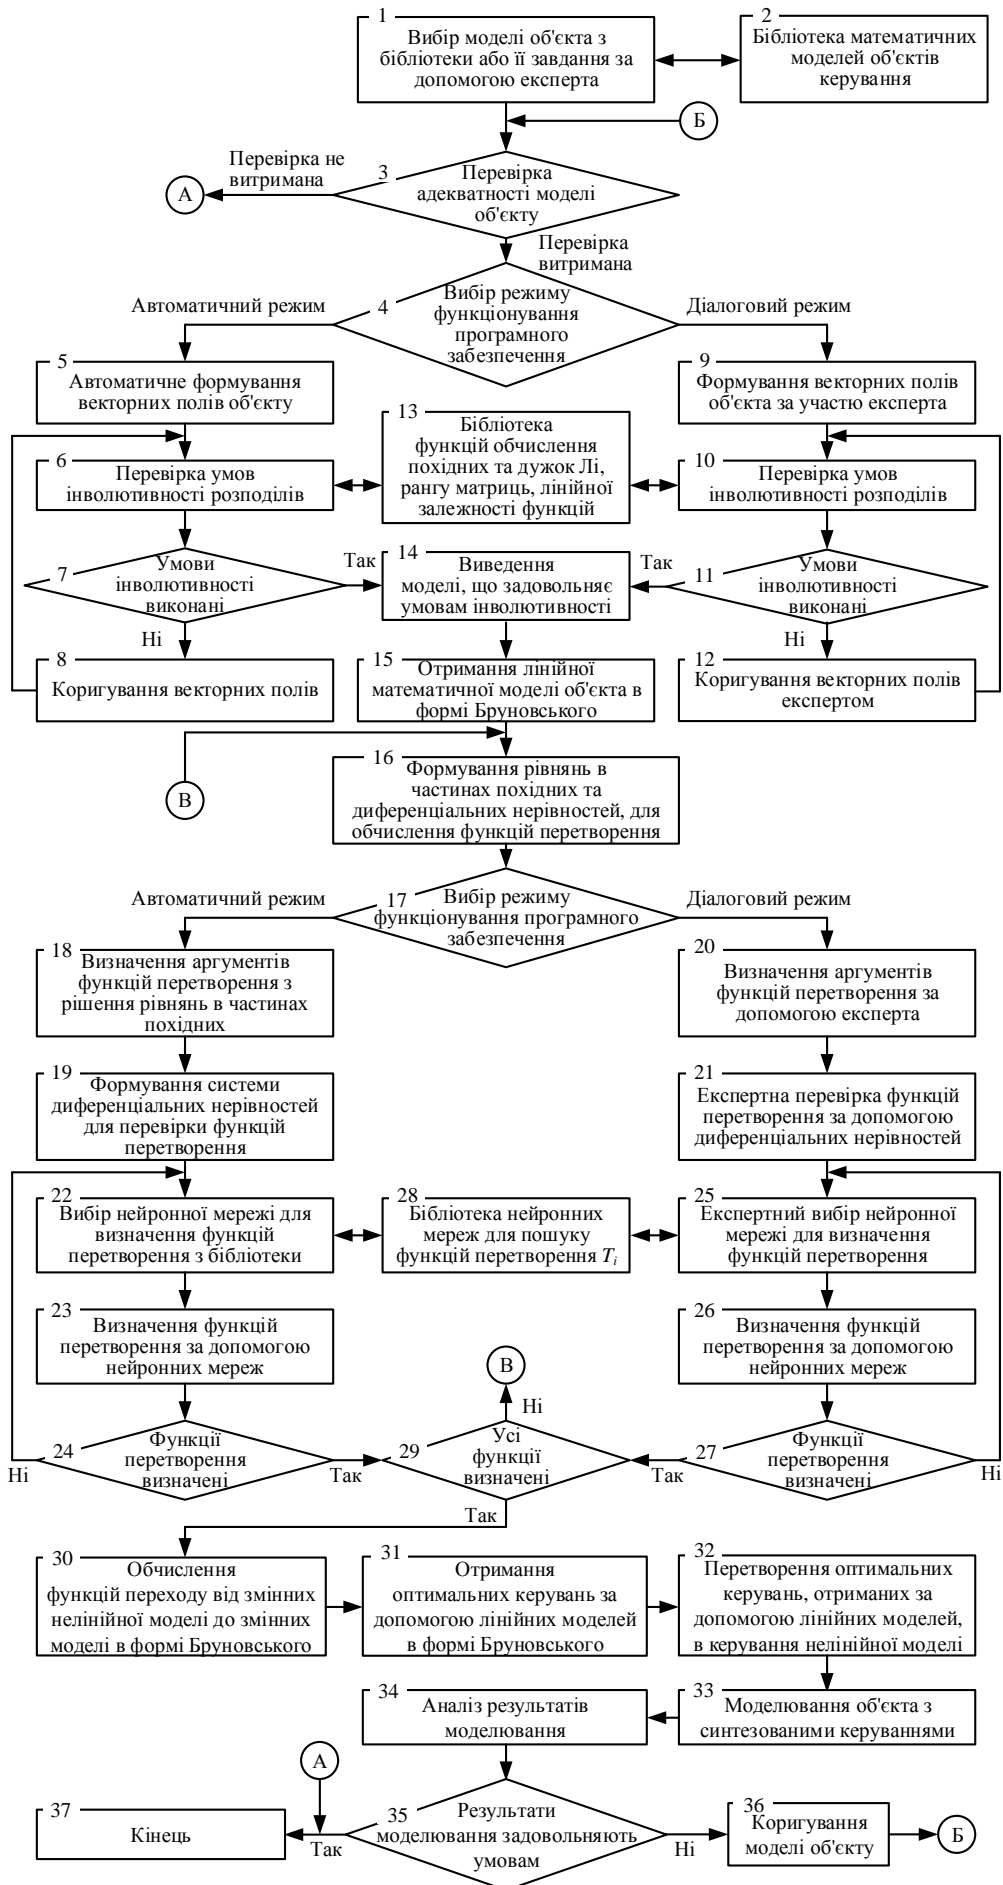 1
Вибір моделі об'єкта з
бібліотеки або її завдання за
допомогою експерта
2
Бібліотека математичних
моделей об'єктів
керування
Б
3
Перевірка
адекватності моделі
об'єкту
Перевірка не
витримана
А
Перевірка
витримана
4
Вибір режиму
функціонування
програмного
забезпечення
Автоматичний режим
Діалоговий режим
5
Автоматичне формування
векторних полів об'єкту
9
Формування векторних полів
об'єкта за участю експерта
13
Бібліотека
функцій обчислення
похідних та дужок Лі,
рангу матриць, лінійної
залежності функцій
6
Перевірка умов
інволютивності розподілів
10
Перевірка умов
інволютивності розподілів
7
Умови
інволютивності
виконані
Так
14
Виведення
моделі, що задовольняє
умовам інволютивності
Так
11
Умови
інволютивності
виконані
Ні
Ні
8
Коригування векторних полів
15
Отримання лінійної
математичної моделі об'єкта в
формі Бруновського
12
Коригування векторних полів
експертом
В
16
Формування рівнянь в
частинах похідних та
диференціальних нерівностей, для
обчислення функцій перетворення
17
Вибір режиму
функціонування програмного
забезпечення
Автоматичний режим
Діалоговий режим
18
Визначення аргументів
функцій перетворення з
рішення рівнянь в частинах
похідних
20
Визначення аргументів
функцій перетворення за
допомогою експерта
19
Формування системи
диференціальних нерівностей
для перевірки функцій
перетворення
21
Експертна перевірка функцій
перетворення за допомогою
диференціальних нерівностей
22
Вибір нейронної мережі для
визначення функцій
перетворення з бібліотеки
28
Бібліотека нейронних
мереж для пошуку
функцій перетворення Ti
25
Експертний вибір нейронної
мережі для визначення
функцій перетворення
23
Визначення функцій
перетворення за допомогою
нейронних мереж
26
Визначення функцій
перетворення за допомогою
нейронних мереж
В
Ні
24
Функції
перетворення
визначені
Ні
Так
29
Усі
функції
визначені
Так
27
Функції
перетворення
визначені
Ні
Так
30
Обчислення
функцій переходу від змінних
нелінійної моделі до змінних
моделі в формі Бруновського
31
Отримання
оптимальних керувань за
допомогою лінійних моделей
в формі Бруновського
32
Перетворення оптимальних
керувань, отриманих за
допомогою лінійних моделей,
в керування нелінійної моделі
34
Аналіз результатів
моделювання
33
Моделювання об'єкта з
синтезованими керуваннями
А
37
Кінець
Так
35
Результати
моделювання задовольняють
умовам
Ні
36
Коригування
моделі об'єкту
Б